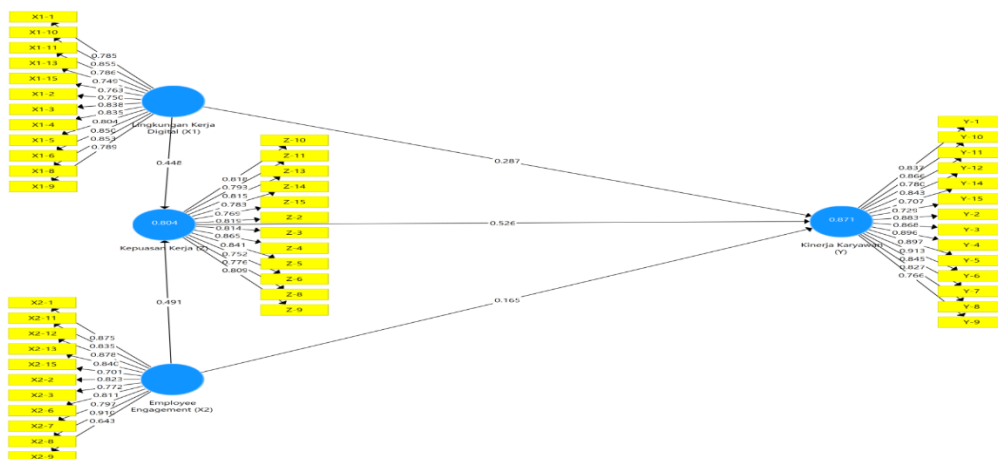 X1-1
X1-10
X1-11
X1-13
X1-15
X1-2
X1-3
X1-4
X1-5
X1-6
X1-8
X1-9
0.785
0.855
0.786
0.749
0.763
0.750
0.838
0.835
0.804
0.850
0.853
0.789
Lingkungan Kerja
Digital (X1)
0.448
0.287
Z-10
Z-11
Z-13
Z-14
Z-15
Z-2
Z-3
Z-4
Z-5
Z-6
Z-8
Z-9
0.818
0.793
0.815
0.783
0.769
0.819
0.814
0.865
0.841
0.752
0.776
0.809
0.804
Kepuasan Kerja (Z)
0.526
0.491
0.165
Y-1
Y-10
Y-11
Y-12
Y-14
Y-15
Y-2
Y-3
Y-4
Y-5
Y-6
Y-7
Y-8
Y-9
0.837
0.866
0.780
0.843
0.707
0.729
0.883
0.868
0.896
0.897
0.913
0.845
0.827
0.766
0.871
Kinerja Karyawan
(Y)
X2-1
X2-11
X2-12
X2-13
X2-15
X2-2
X2-3
X2-6
X2-7
X2-8
X2-9
0.875
0.835
0.878
0.840
0.701
0.823
0.772
0.811
0.797
0.910
0.643
Employee
Engagement (X2)